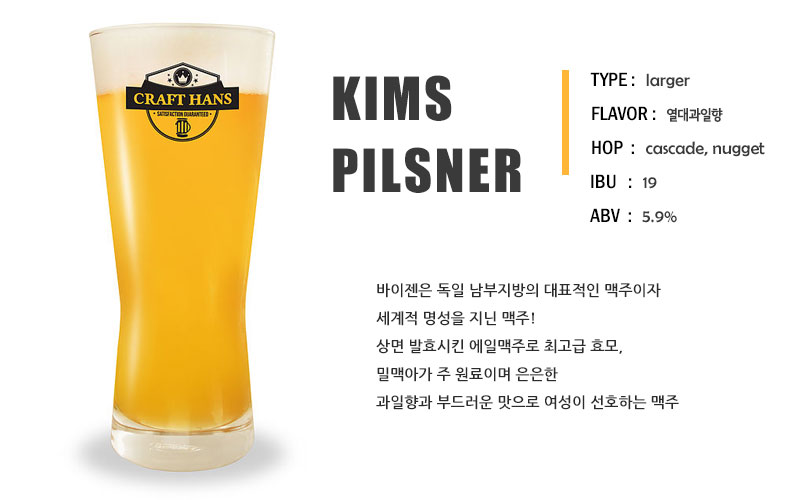 CRAFT HANS
• SATISFACTION GUARANTEED •
KIMS
PILSNER
TYPE : larger
FLAVOR : 열대과일향
HOP : cascade, nugget
IBU : 19
ABV : 5.9%
바이젠은 독일 남부지방의 대표적인 맥주이자
세계적 명성을 지닌 맥주!
상면 발효시킨 에일맥주로 최고급 효모,
밀맥아가 주 원료이며 은은한
과일향과 부드러운 맛으로 여성이 선호하는 맥주